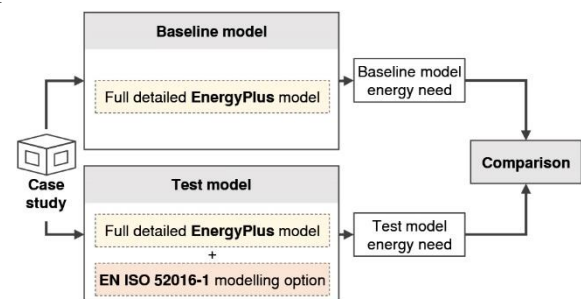 Baseline model
Full detailed EnergyPlus model
Baseline model
energy need
Case
study
Comparison
Test model
Full detailed EnergyPlus model
+
EN ISO 52016-1 modelling option
Test model
energy need